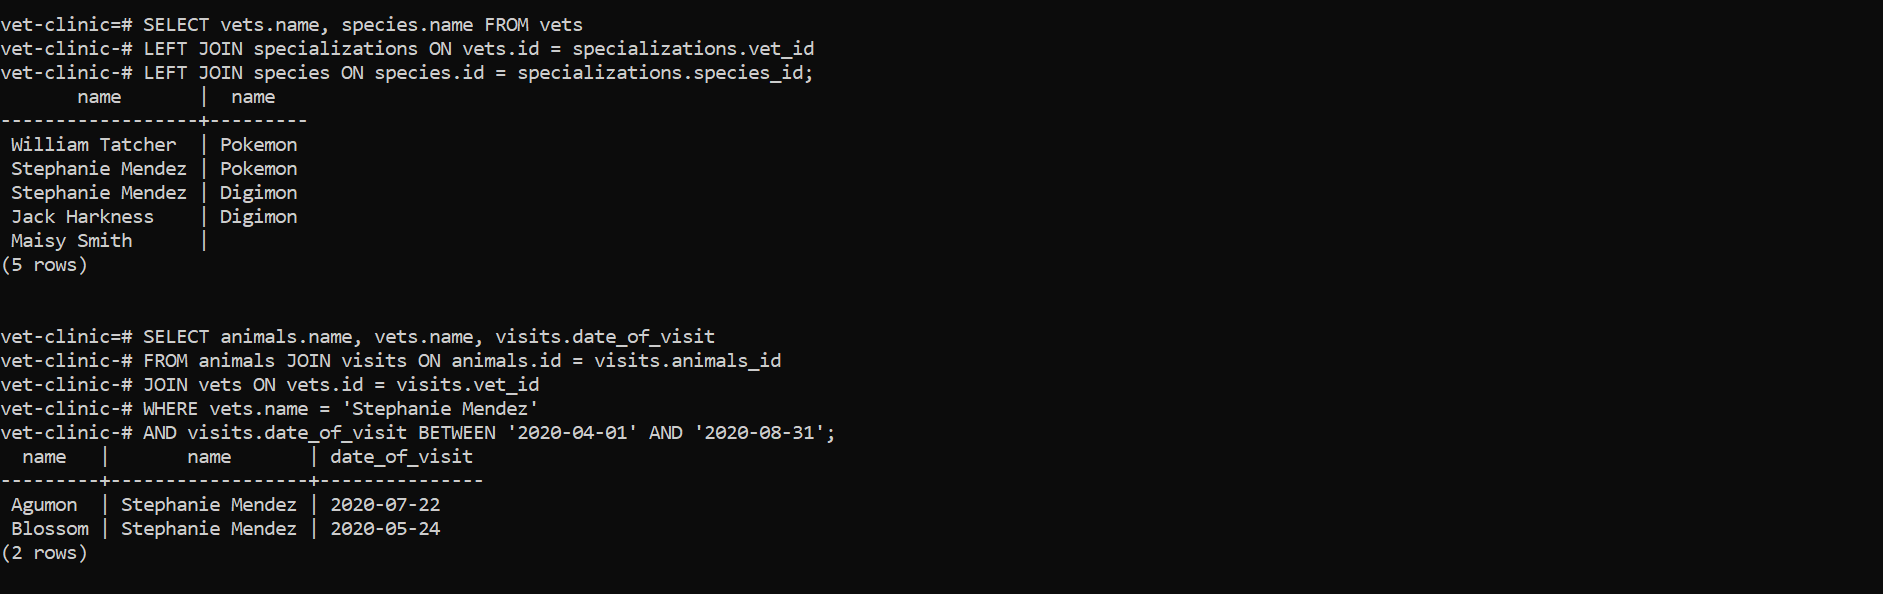 vet-clinic=# SELECT vets.name, species.name FROM vets
vet-clinic-# LEFT JOIN specializations ON vets.id = specializations.vet_id
vet-clinic-# LEFT JOIN species ON species.id = specializations.species_id;
       name       |  name
------------------+---------
 William Tatcher  | Pokemon
 Stephanie Mendez | Pokemon
 Stephanie Mendez | Digimon
 Jack Harkness    | Digimon
 Maisy Smith      |
(5 rows)
vet-clinic=# SELECT animals.name, vets.name, visits.date_of_visit
vet-clinic-# FROM animals JOIN visits ON animals.id = visits.animals_id
vet-clinic-# JOIN vets ON vets.id = visits.vet_id
vet-clinic-# WHERE vets.name = 'Stephanie Mendez'
vet-clinic-# AND visits.date_of_visit BETWEEN '2020-04-01' AND '2020-08-31';
  name   |       name       | date_of_visit
---------+------------------+---------------
 Agumon  | Stephanie Mendez | 2020-07-22
 Blossom | Stephanie Mendez | 2020-05-24
(2 rows)